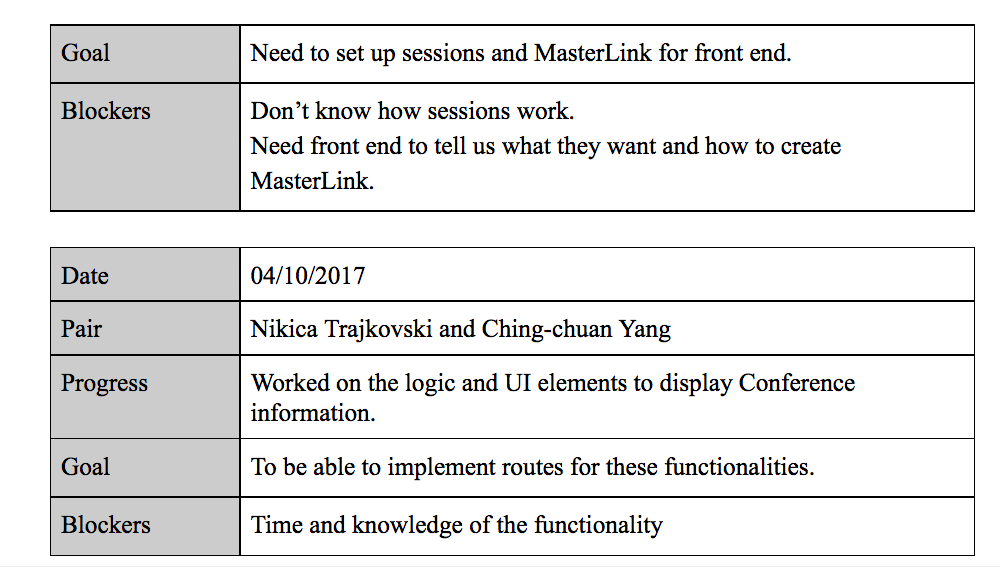 Goal Need to set up sessions and MasterLink for front end.
Blockers Don’t know how sessions work.
Need front end to tell us what they want and how to create
MasterLink.
Date 04/10/2017
Pair Nikica Trajkovski and Ching-chuan Yang
Progress Worked on the logic and UI elements to display Conference
information.
Goal To be able to implement routes for these functionalities.
Blockers Time and knowledge of the functionality